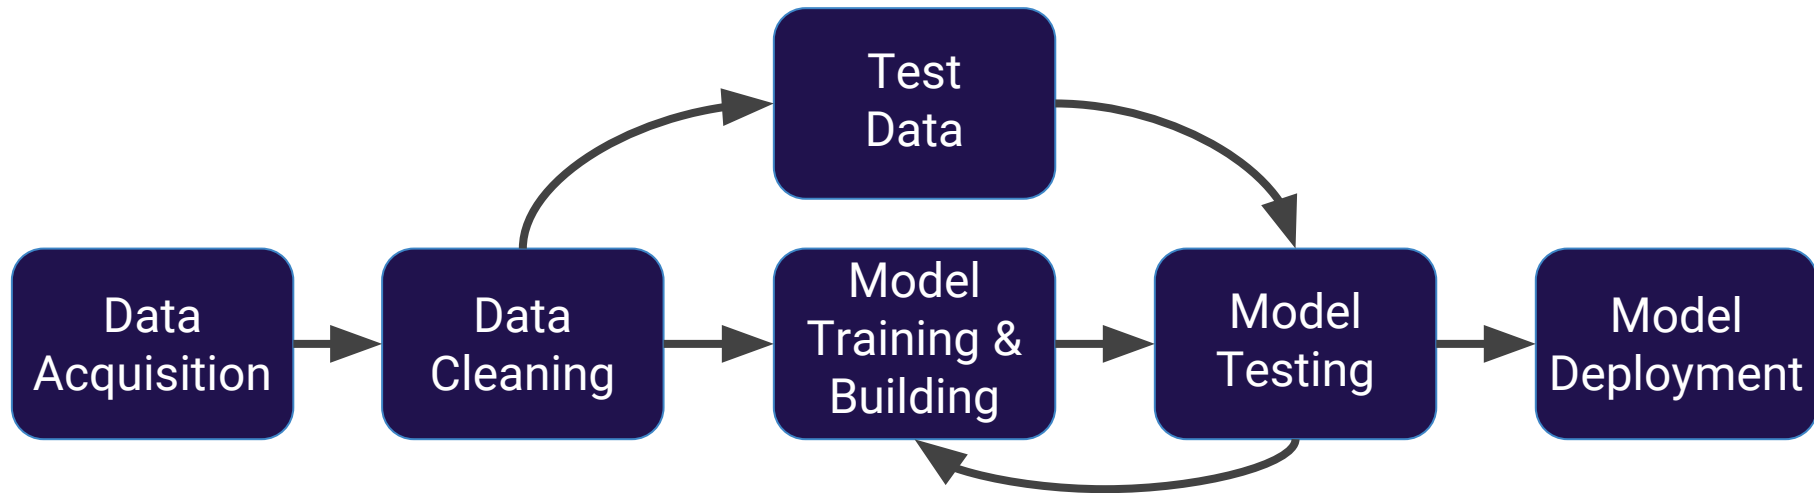 Test
Data
Data
Acquisition
Data
Cleaning
Model
Training &
Building
Model
Testing
Model
Deployment